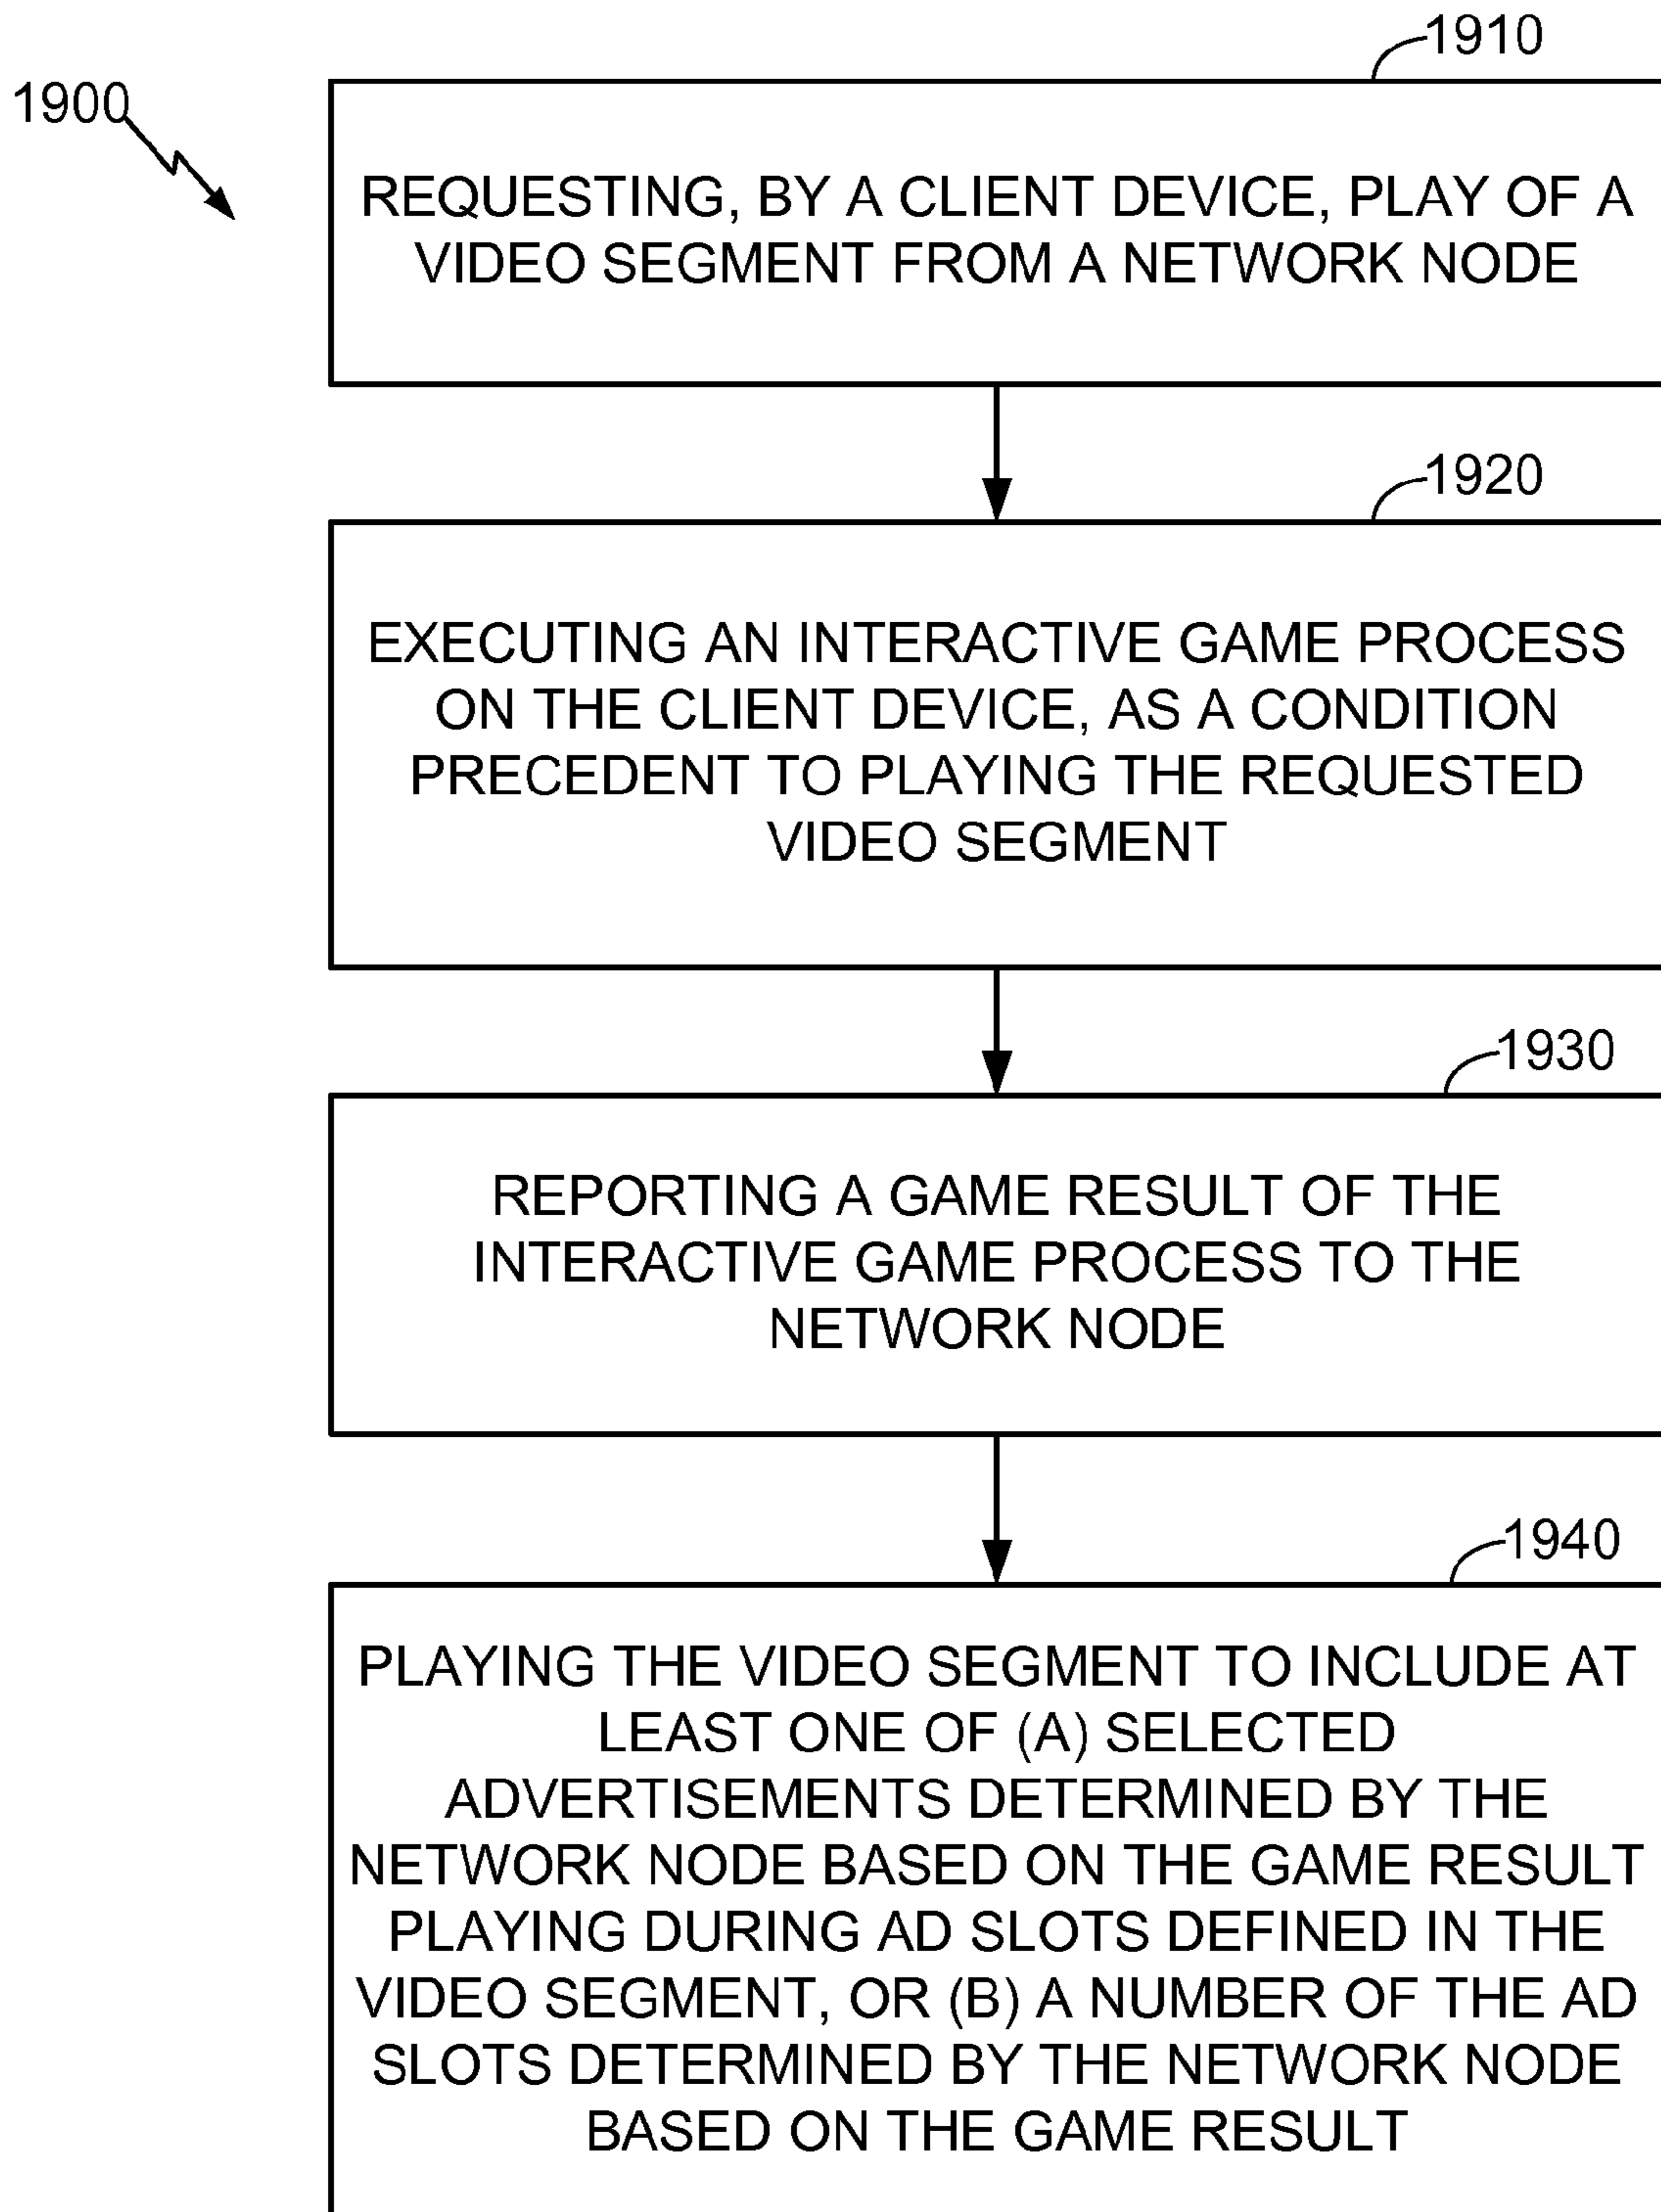 1910
1900
REQUESTING, BY A CLIENT DEVICE, PLAY OF A
VIDEO SEGMENT FROM A NETWORK NODE
1920
EXECUTING AN INTERACTIVE GAME PROCESS
ON THE CLIENT DEVICE, AS A CONDITION
PRECEDENT TO PLAYING THE REQUESTED
VIDEO SEGMENT
1930
REPORTING A GAME RESULT OF THE
INTERACTIVE GAME PROCESS TO THE
NETWORK NODE
1940
PLAYING THE VIDEO SEGMENT TO INCLUDE AT
LEAST ONE OF (A) SELECTED
ADVERTISEMENTS DETERMINED BY THE
NETWORK NODE BASED ON THE GAME RESULT
PLAYING DURING AD SLOTS DEFINED IN THE
VIDEO SEGMENT, OR (B) A NUMBER OF THE AD
SLOTS DETERMINED BY THE NETWORK NODE
BASED ON THE GAME RESULT